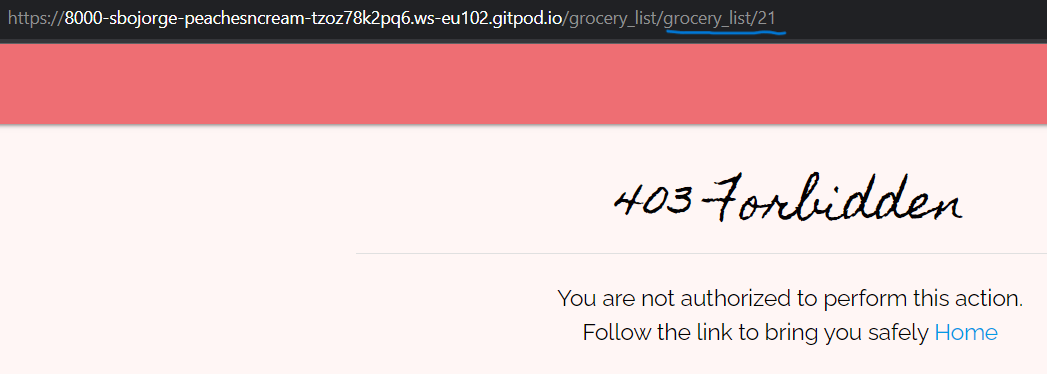 https://8000-sbojorge-peachesncream-tzoz78k2pq6.ws-eu102.gitpod.io/grocery_list/grocery_list/21
403 Forbidden
You are not authorized to perform this action.
Follow the link to bring you safely Home